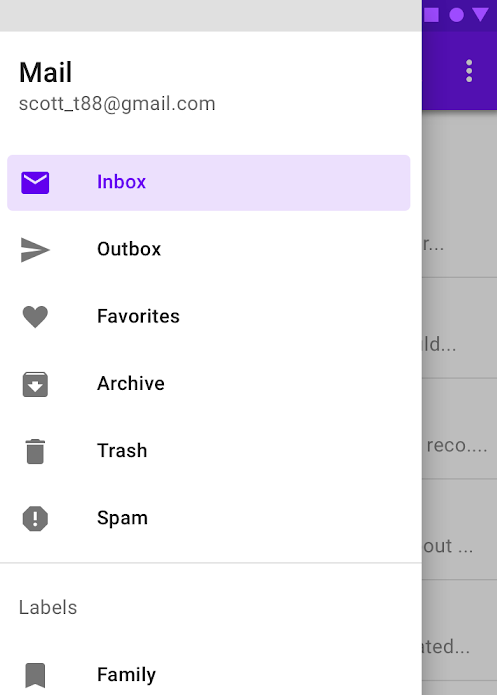 Mail
scott_t88@gmail.com
Inbox
r...
Outbox
Favorites
ld...
Archive
Trash
reco....
Spam
out ...
Labels
ated...
Family